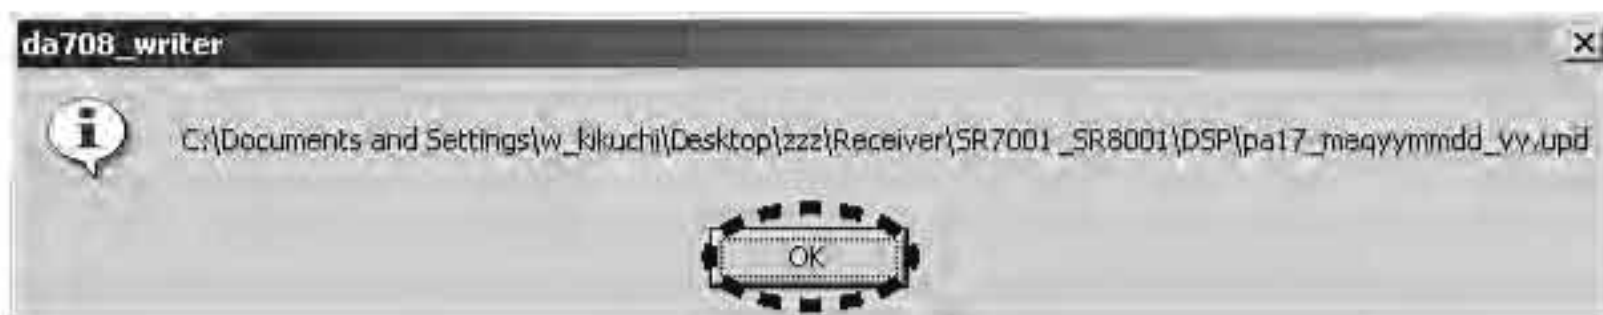 da708_writer
C:\Documents and Settings\w_kikuchi\Desktop\zzz\Receiver\SR7001_SR8001\DSP\pa17_maqyymmdd_vv.upd
OK